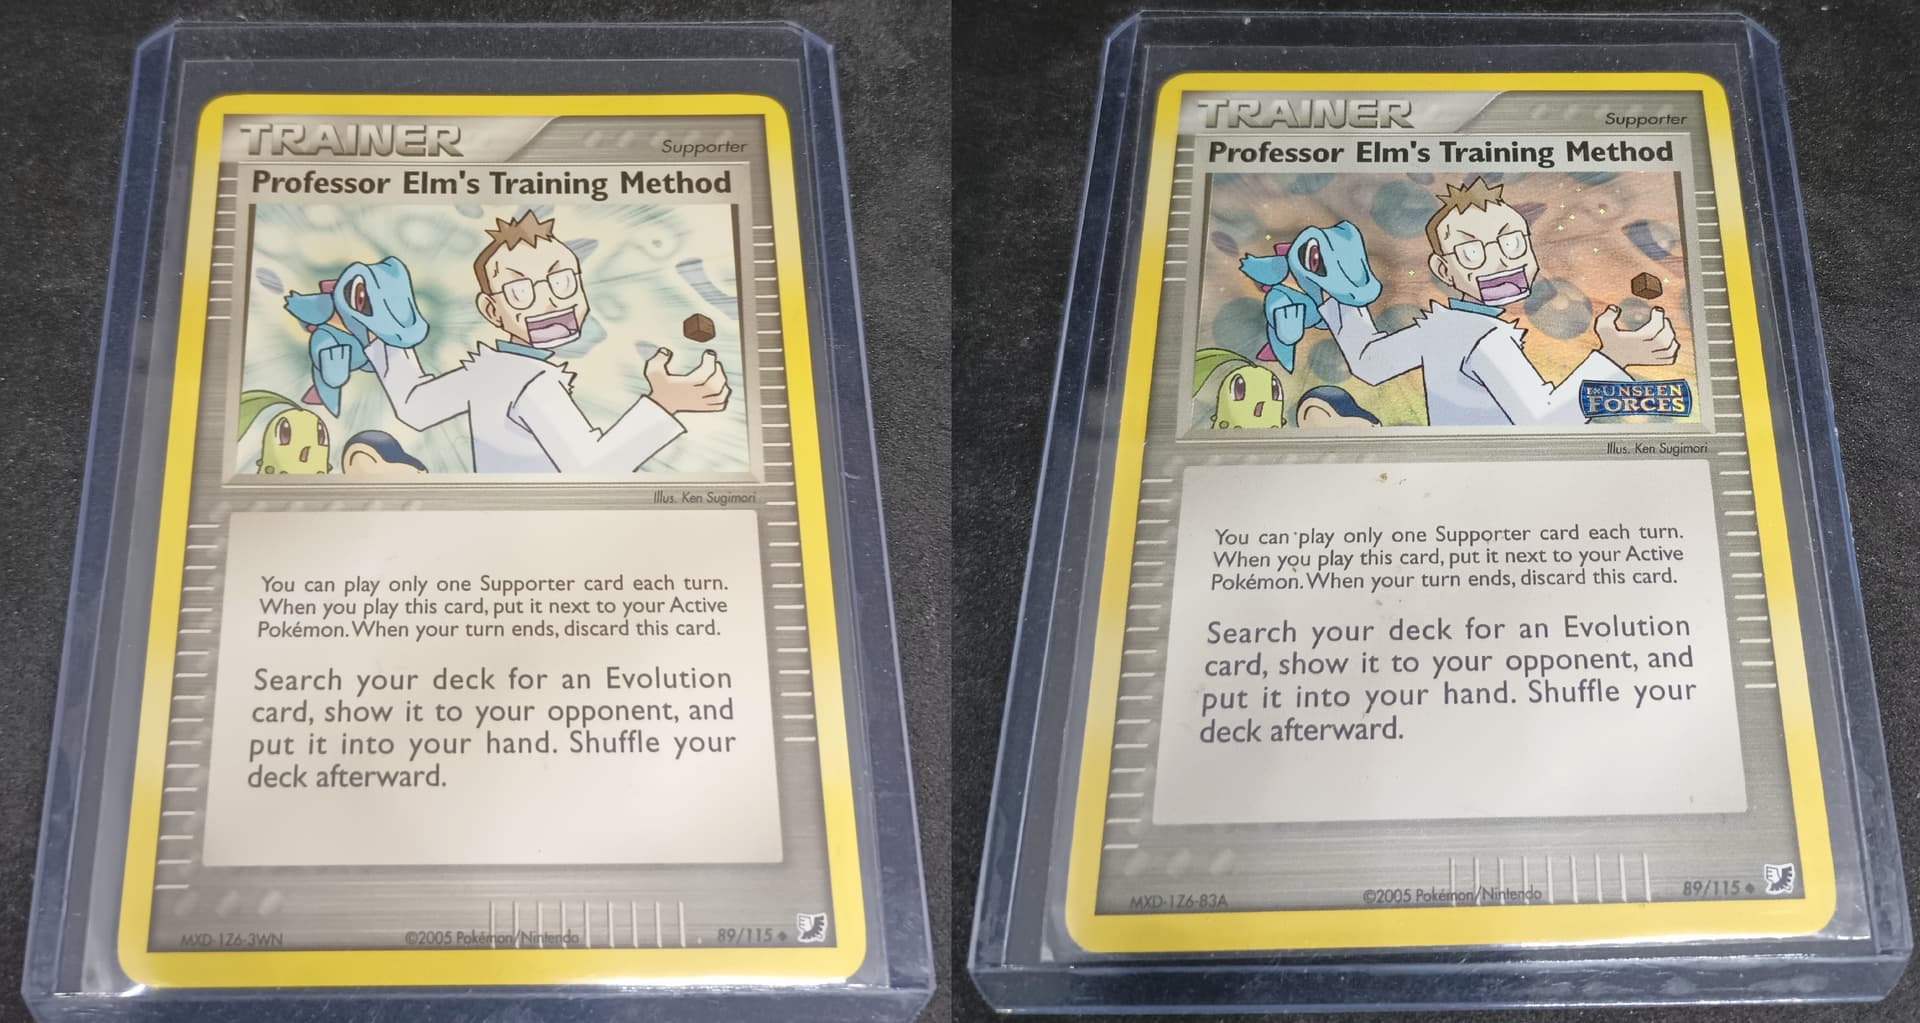 TRAINER
Supporter
Professor Elm's Training Method
Illus. Ken Sugimori
You can play only one Supporter card each turn.
When you play this card, put it next to your Active
Pokémon. When your turn ends, discard this card.
Search your deck for an Evolution
card, show it to your opponent, and
put it into your hand. Shuffle your
deck afterward.
MXD-1Z6-3WN
©2005 Pokémon/Nintendo
89/115
TRAINER
Supporter
Professor Elm's Training Method
EX UNSEEN
FORCES
Illus. Ken Sugimori
You can play only one Supporter card each turn.
When you play this card, put it next to your Active
Pokémon. When your turn ends, discard this card.
Search your deck for an Evolution
card, show it to your opponent, and
put it into your hand. Shuffle your
deck afterward.
MXD-1Z6-83A
©2005 Pokémon/Nintendo
89/115